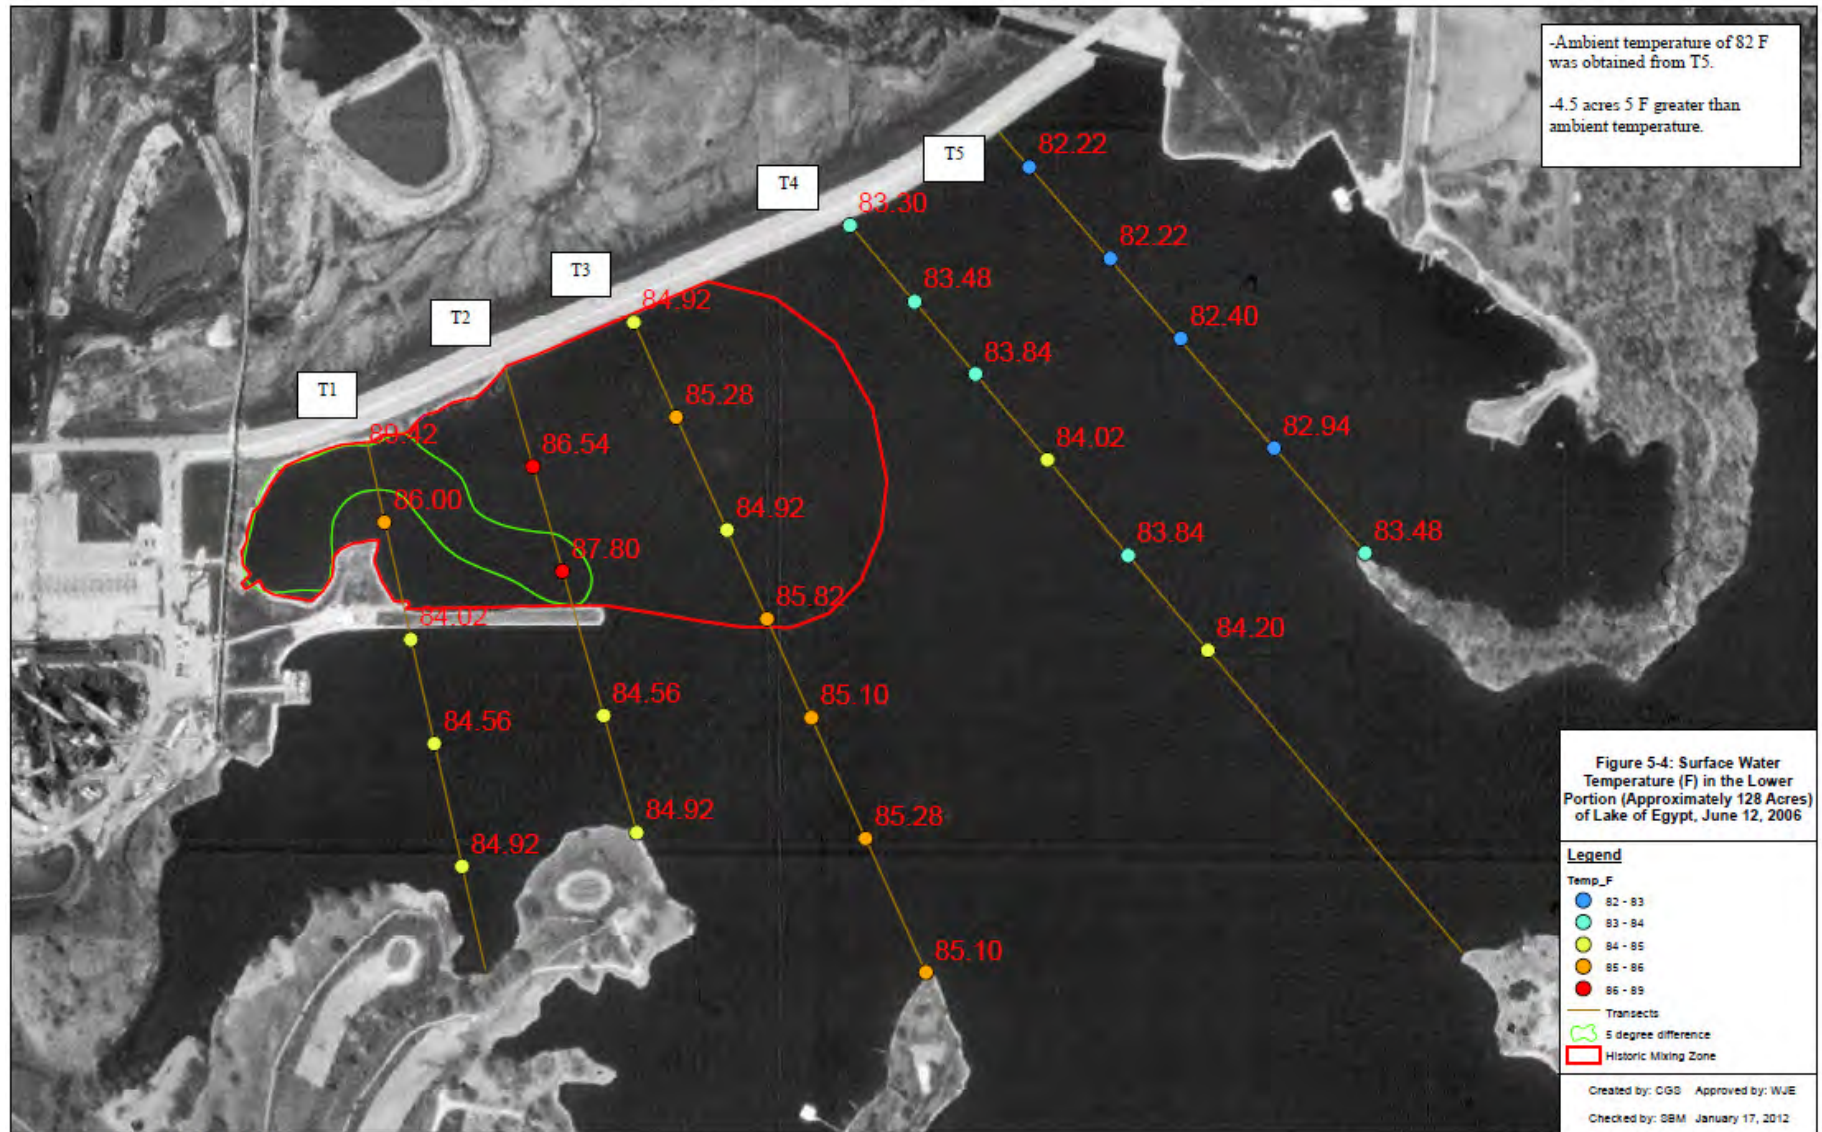 -Ambient temperature of 82 F
was obtained from T5.
-4.5 acres 5 F greater than
ambient temperature.
T5
82.22
T4
83.30
82.22
T3
83.48
82.40
T2
84.92
83.84
T1
85.28
84.02
82.94
89.42
86.54
86.00
84.92
83.84
83.48
87.80
85.82
84.02
84.20
84.56
84.56
85.10
84.92
84.92
85.28
85.10
Figure 5-4: Surface Water
Temperature (F) in the Lower
Portion (Approximately 128 Acres)
of Lake of Egypt, June 12, 2006
Legend
Temp_F
82 - 83
83 - 84
84 - 85
85 - 86
86 - 89
Transects
5 degree difference
Historic Mixing Zone
Created by: CGS Approved by: WJE
Checked by: SBM January 17, 2012